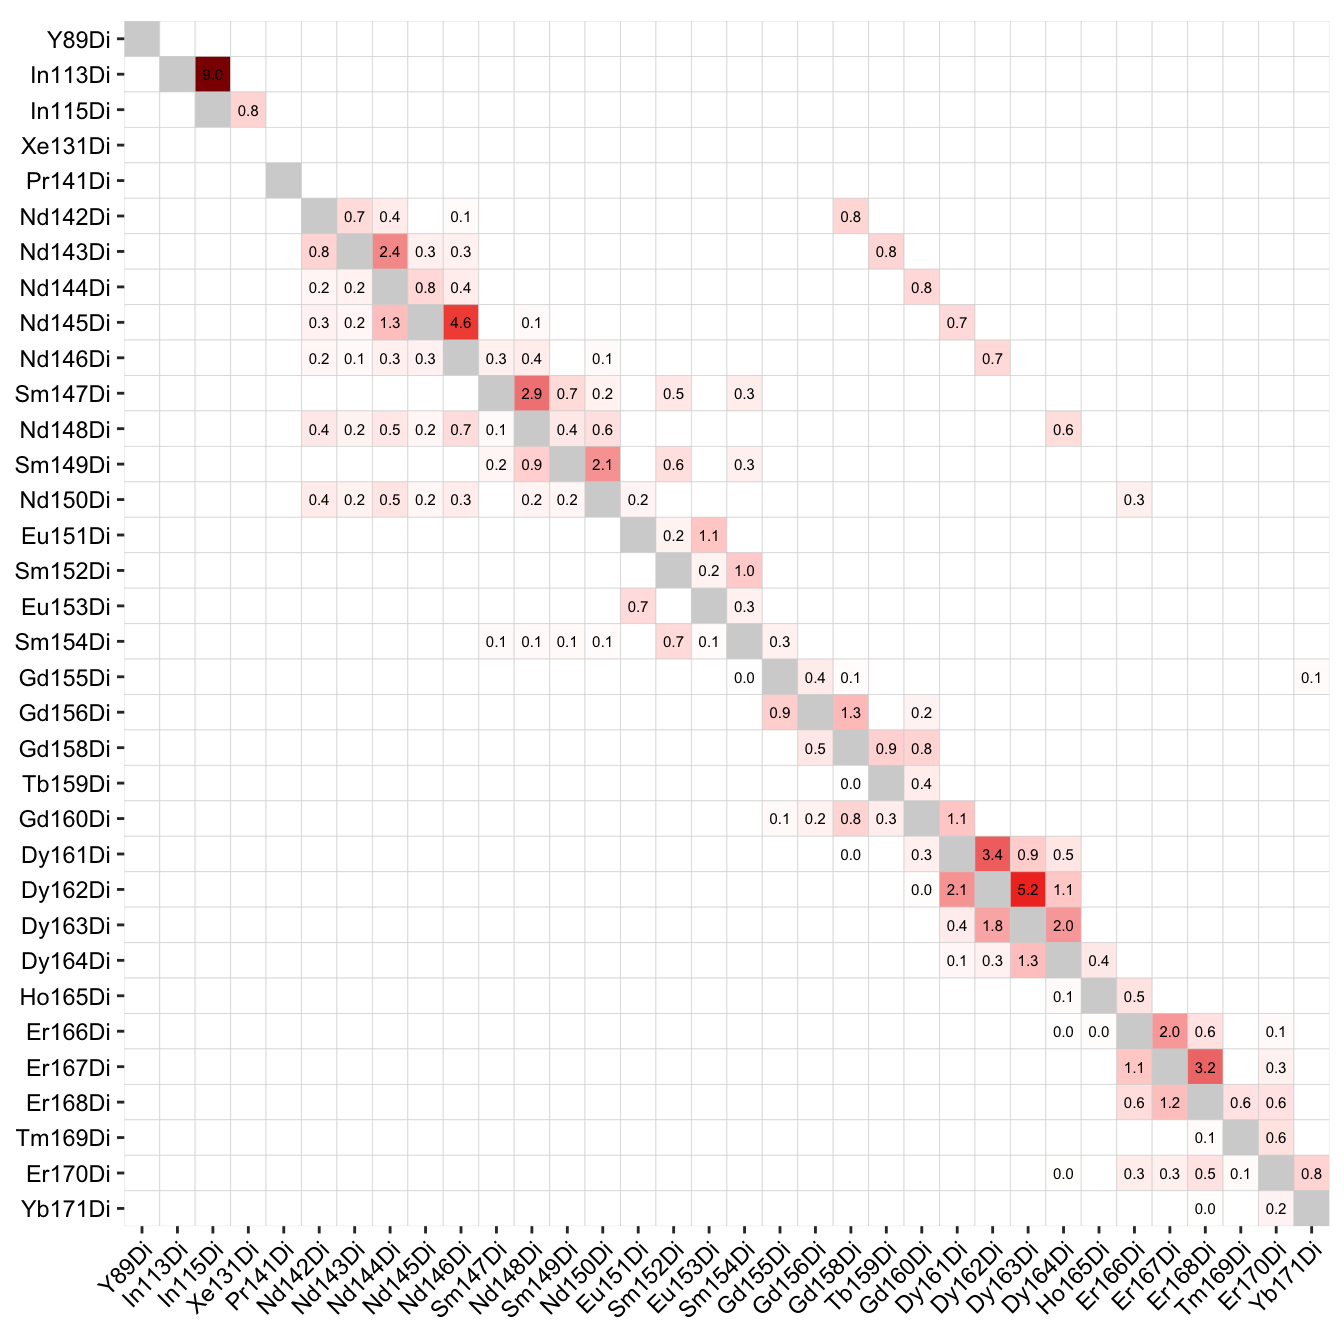 Y89Di
In113Di 9.0
In115Di 0.8
Xe131Di
Pr141Di
Nd142Di 0.7 0.4 0.1 0.8
Nd143Di 0.8 2.4 0.3 0.3 0.8
Nd144Di 0.2 0.2 0.8 0.4 0.8
Nd145Di 0.3 0.2 1.3 4.6 0.1 0.7
Nd146Di 0.2 0.1 0.3 0.3 0.3 0.4 0.1 0.7
Sm147Di 2.9 0.7 0.2 0.5 0.3
Nd148Di 0.4 0.2 0.5 0.2 0.7 0.1 0.4 0.6 0.6
Sm149Di 0.2 0.9 2.1 0.6 0.3
Nd150Di 0.4 0.2 0.5 0.2 0.3 0.2 0.2 0.2 0.3
Eu151Di 0.2 1.1
Sm152Di 0.2 1.0
Eu153Di 0.7 0.3
Sm154Di 0.1 0.1 0.1 0.1 0.7 0.1 0.3
Gd155Di 0.0 0.4 0.1 0.1
Gd156Di 0.9 1.3 0.2
Gd158Di 0.5 0.9 0.8
Tb159Di 0.0 0.4
Gd160Di 0.1 0.2 0.8 0.3 1.1
Dy161Di 0.0 0.3 3.4 0.9 0.5
Dy162Di 0.0 2.1 5.2 1.1
Dy163Di 0.4 1.8 2.0
Dy164Di 0.1 0.3 1.3 0.4
Ho165Di 0.1 0.5
Er166Di 0.0 0.0 2.0 0.6 0.1
Er167Di 1.1 3.2 0.3
Er168Di 0.6 1.2 0.6 0.6
Tm169Di 0.1 0.6
Er170Di 0.0 0.3 0.3 0.5 0.1 0.8
Yb171Di 0.0 0.2
Y89Di In113Di In115Di Xe131Di Pr141Di Nd142Di Nd143Di Nd144Di Nd145Di Nd146Di Sm147Di Nd148Di Sm149Di Nd150Di Eu151Di Sm152Di Eu153Di Sm154Di Gd155Di Gd156Di Gd158Di Tb159Di Gd160Di Dy161Di Dy162Di Dy163Di Dy164Di Ho165Di Er166Di Er167Di Er168Di Tm169Di Er170Di Yb171Di